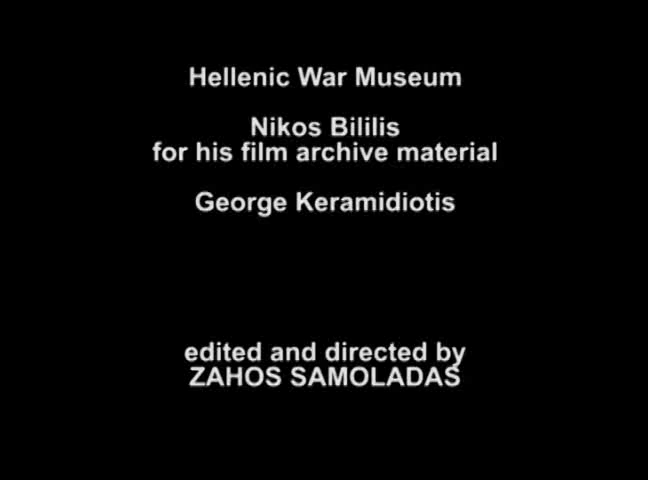 Hellenic War Museum
Nikos Bililis
for his film archive material
George Keramidiotis
edited and directed by
ZAHOS SAMOLADAS